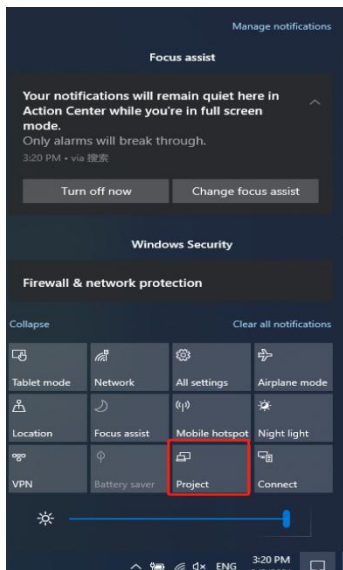 Manage notifications
Focus assist
Your notifications will remain quiet here in
Action Center while you're in full screen
mode.
Only alarms will break through.
3:20 PM • via 搜索
Turn off now Change focus assist
Windows Security
Firewall & network protection
Collapse Clear all notifications
Tablet mode Network All settings Airplane mode
Location Focus assist Mobile hotspot Night light
VPN Battery saver Project Connect
ENG 3:20 PM